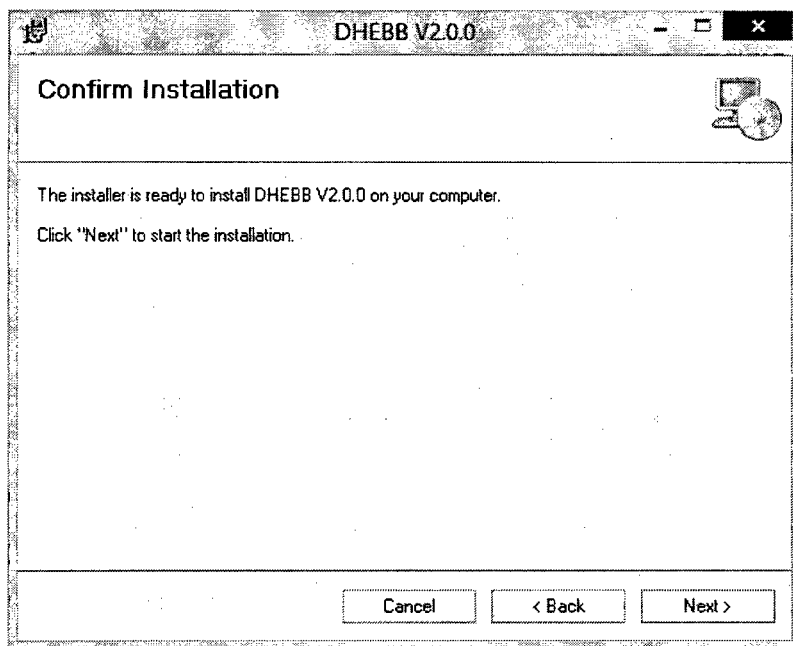 DHEBB V2.0.0
Confirm Installation
The installer is ready to install DHEBB V2.0.0 on your computer.
Click "Next" to start the installation.
Cancel
< Back
Next >